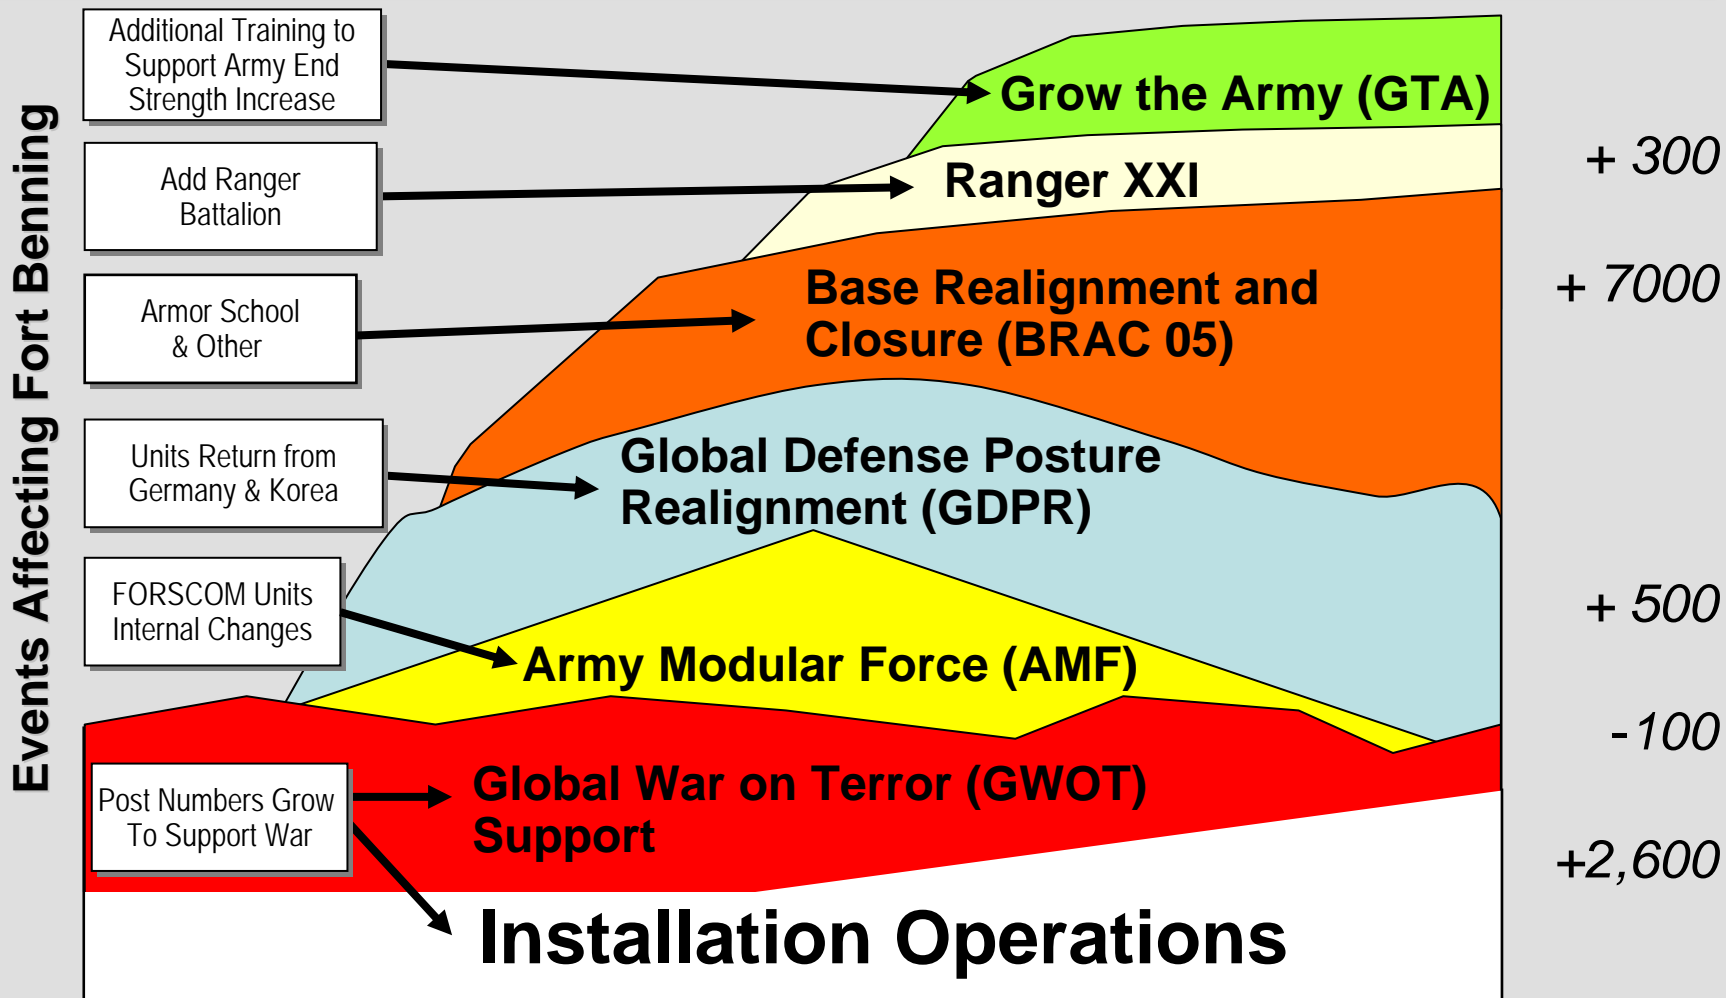 Events Affecting Fort Benning
Additional Training to
Support Army End
Strength Increase
Grow the Army (GTA)
+ 300
Add Ranger
Battalion
Ranger XXI
Armor School
& Other
Base Realignment and
Closure (BRAC 05)
+ 7000
Units Return from
Germany & Korea
Global Defense Posture
Realignment (GDPR)
+ 500
FORSCOM Units
Internal Changes
Army Modular Force (AMF)
-100
Post Numbers Grow
To Support War
Global War on Terror (GWOT)
Support
+2,600
Installation Operations